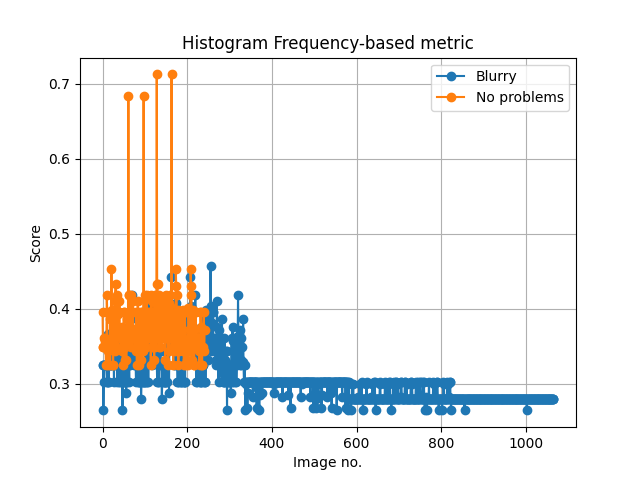 Histogram Frequency-based metric
Blurry
No problems
0.7
0.6
0.5
0.4
0.3
Score
0 200 400 600 800 1000
Image no.